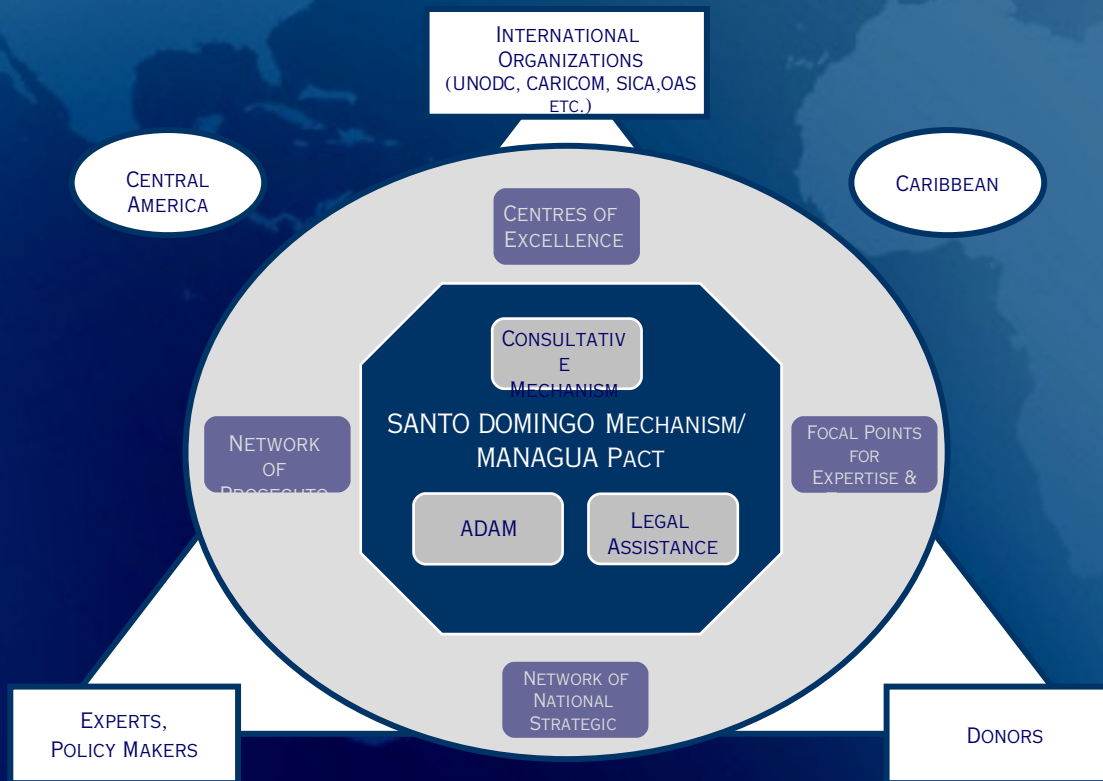 INTERNATIONAL
ORGANIZATIONS
(UNODC, CARICOM, SICA,OAS
ETC.)
CENTRAL
AMERICA
CARIBBEAN
CENTRES OF
EXCELLENCE
CONSULTATIV
E
MECHANISM
SANTO DOMINGO MECHANISM/
MANAGUA PACT
NETWORK
OF
FOCAL POINTS
FOR
EXPERTISE &
ADAM
LEGAL
ASSISTANCE
NETWORK OF
NATIONAL
STRATEGIC
EXPERTS,
POLICY MAKERS
DONORS